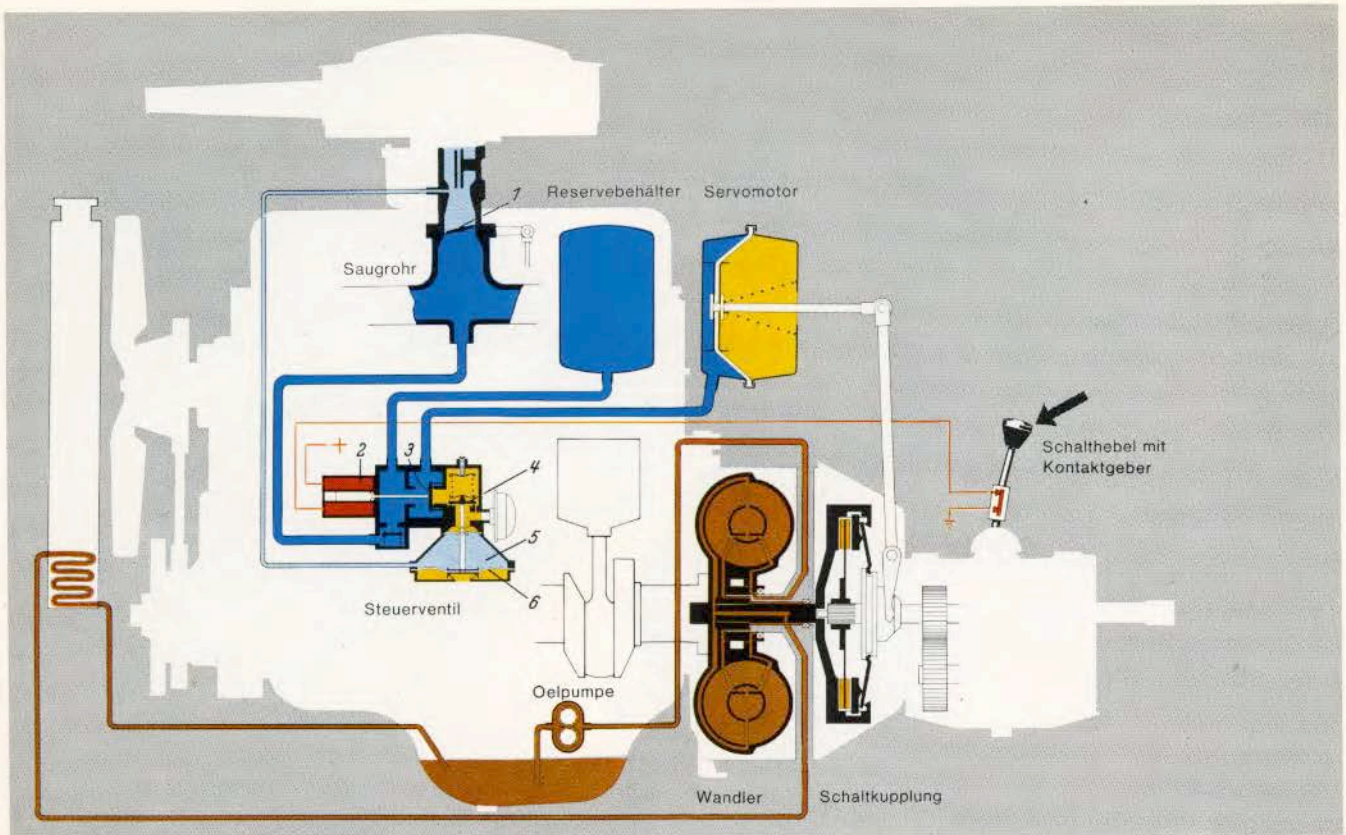 1
Reservebehälter
Servomotor
Saugrohr
Schalthebel mit
Kontaktgeber
+
2
3
4
5
6
Steuerventil
Oelpumpe
Wandler
Schaltkupplung